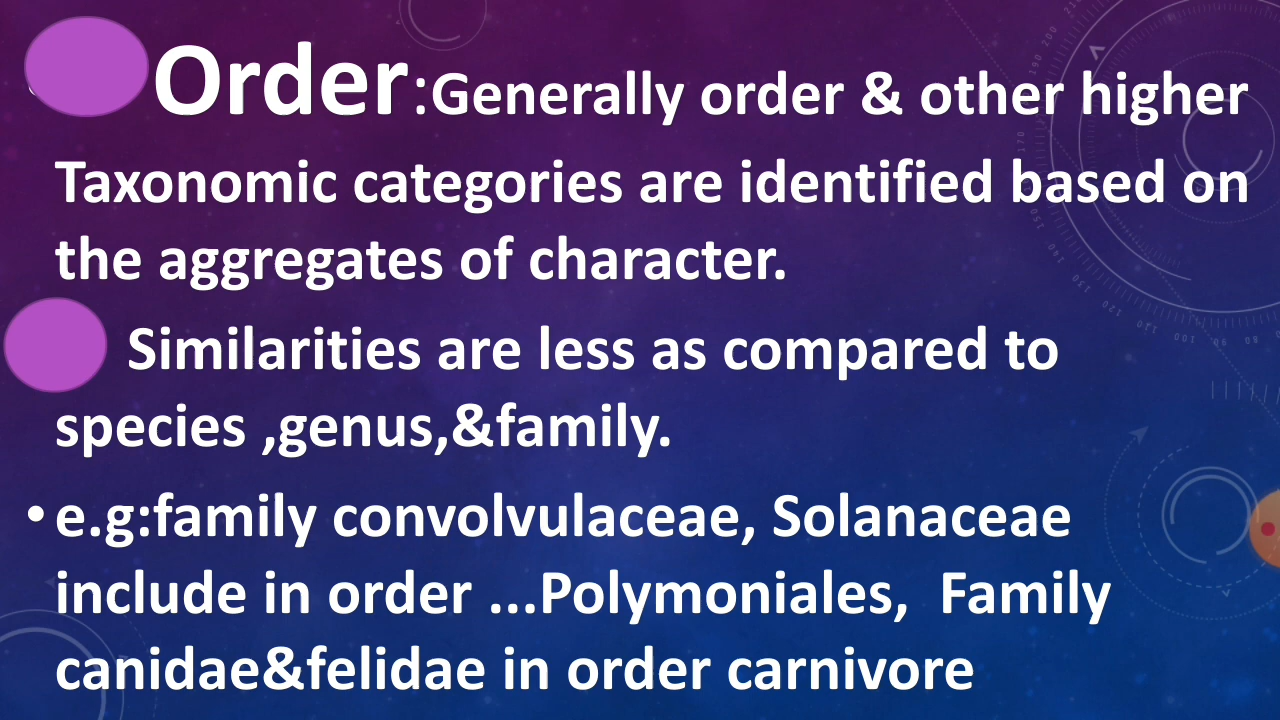 Order:Generally order & other higher
Taxonomic categories are identified based on
the aggregates of character.
Similarities are less as compared to
species ,genus,&family.
• e.g:family convolvulaceae, Solanaceae
include in order ...Polymoniales, Family
canidae&felidae in order carnivore